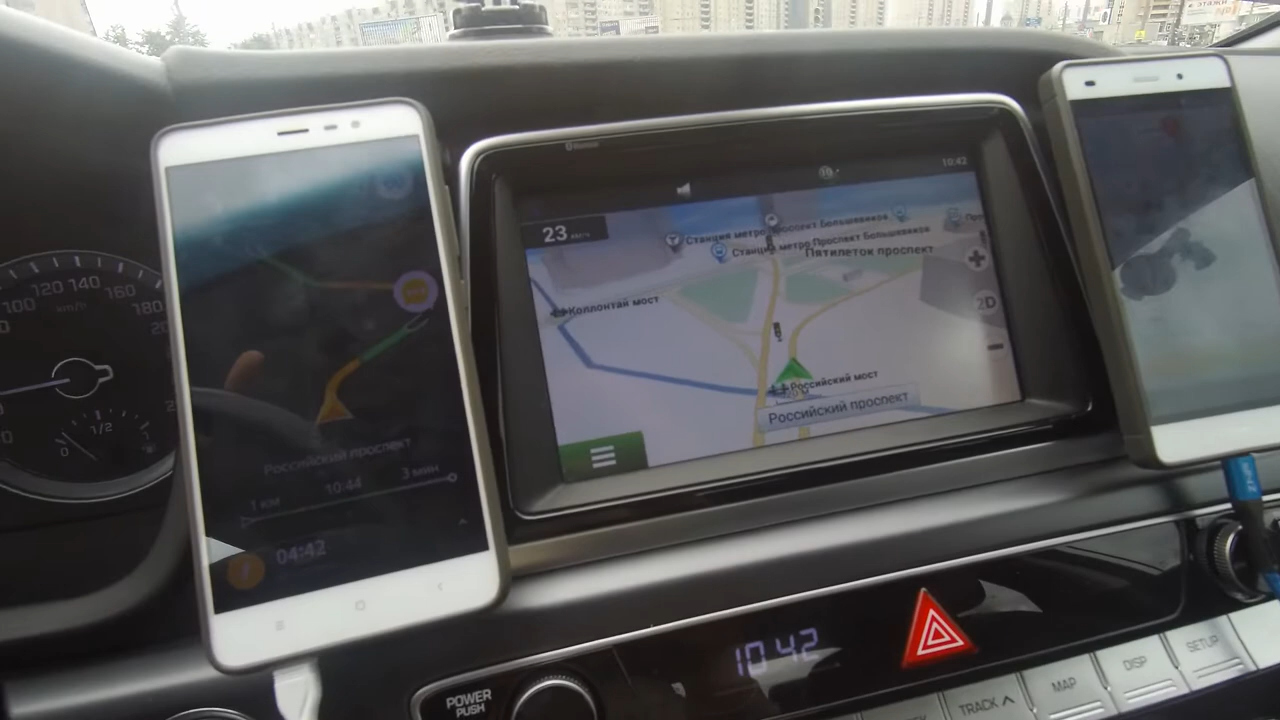 100
120
140
160
180
km/h
0
1/2
Российский проспект
1 км
10:44
3 мин
04:42
10:42
23 км/ч
Станция метро Проспект Большевиков
Станция метро Проспект Большевиков
Пятилеток проспект
Коллонтай мост
2D
Российский мост
Российский проспект
10:42
POWER
PUSH
TRACK
MAP
DISP
SETUP